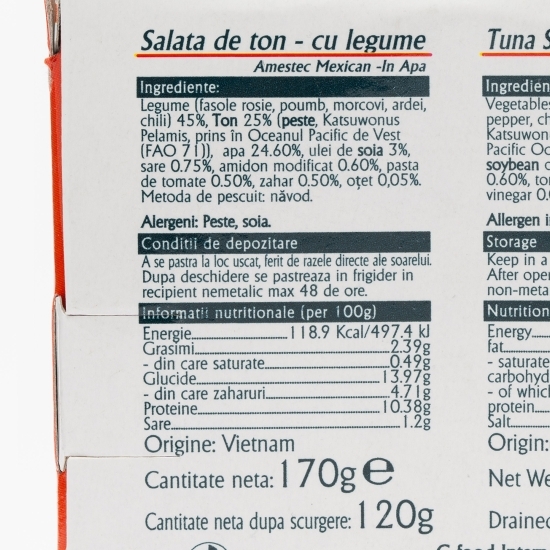 Salata de ton - cu legume
Amestec Mexican -In Apa
Ingrediente:
Legume (fasole rosie, poumb, morcovi, ardei,
chili) 45%, Ton 25% (peste, Katsuwonus
Pelamis, prins în Oceanul Pacific de Vest
(FAO 71)), apa 24.60%, ulei de soia 3%,
sare 0.75%, amidon modificat 0.60%, pasta
de tomate 0.50%, zahar 0.50%, oțet 0,05%.
Metoda de pescuit: năvod.
Alergeni: Peste, soia.
Conditii de depozitare
A se pastra la loc uscat, ferit de razele directe ale soarelui.
Dupa deschidere se pastreaza in frigider in
recipient nemetalic max 48 de ore.
Informatii nutritionale (per 100g)
Energie 118.9 Kcal/497.4 kJ
Grasimi 2.39g
- din care saturate 0.49g
Glucide 13.97g
- din care zaharuri 4.71g
Proteine 10.38g
Sare 1.2g
Origine: Vietnam
Cantitate neta: 170g e
Cantitate neta dupa scurgere: 120g
Tuna S
Ingredien
Vegetables
pepper, ch
Katsuwon
Pacific Oc
soybean o
0.60%, to
vinegar 0.0
Allergen i
Storage
Keep in a
After ope
non-meta
Nutrition
Energy
fat
- saturate
carbohyd
- of which
protein
Salt
Origin:
Net We
Drained